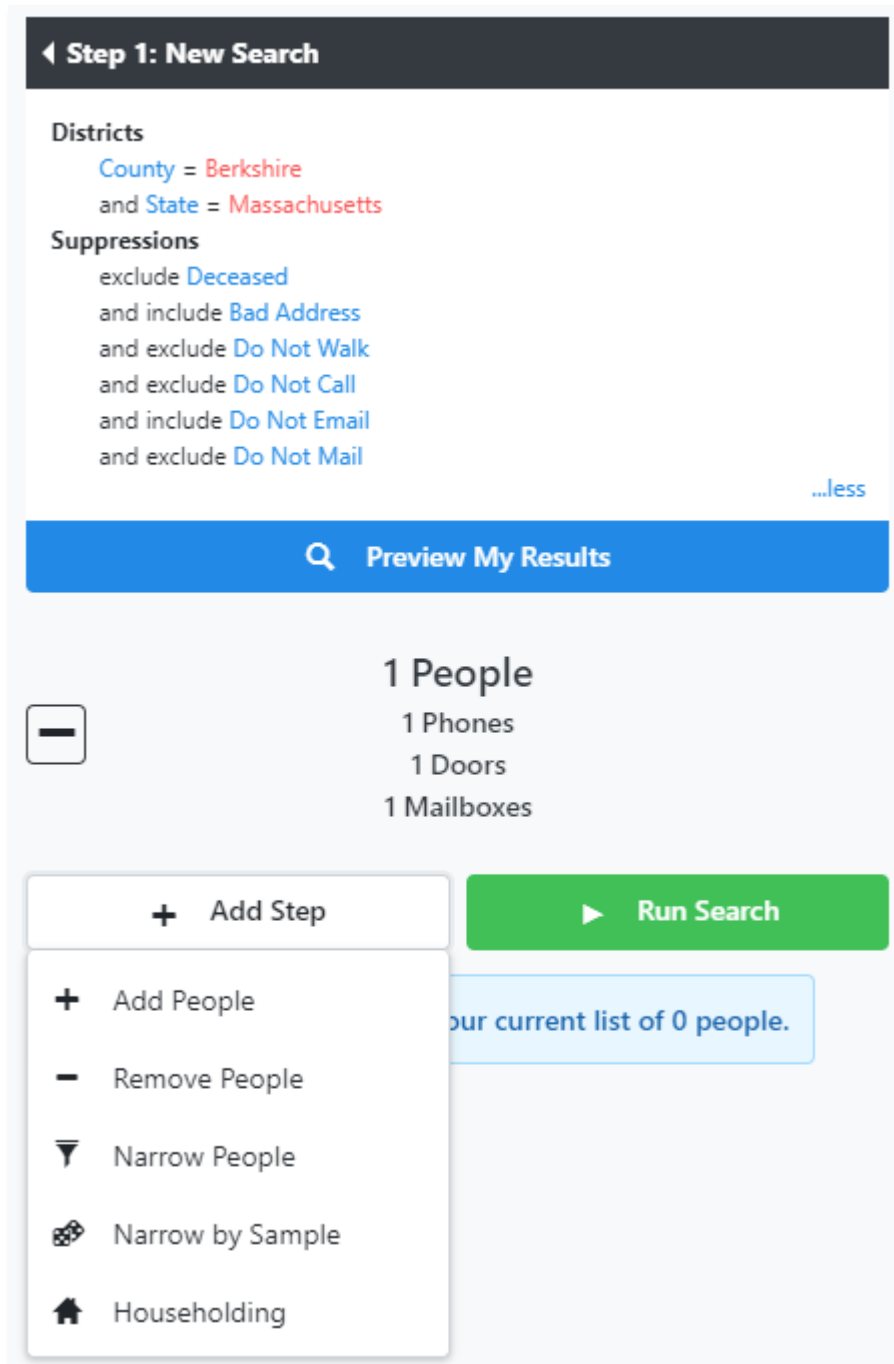 Step 1: New Search
Districts
County = Berkshire
and State = Massachusetts
Suppressions
exclude Deceased
and include Bad Address
and exclude Do Not Walk
and exclude Do Not Call
and include Do Not Email
and exclude Do Not Mail
...less
Preview My Results
1 People
1 Phones
1 Doors
1 Mailboxes
Add Step
Run Search
Add People
current list of 0 people.
Remove People
Narrow People
Narrow by Sample
Householding